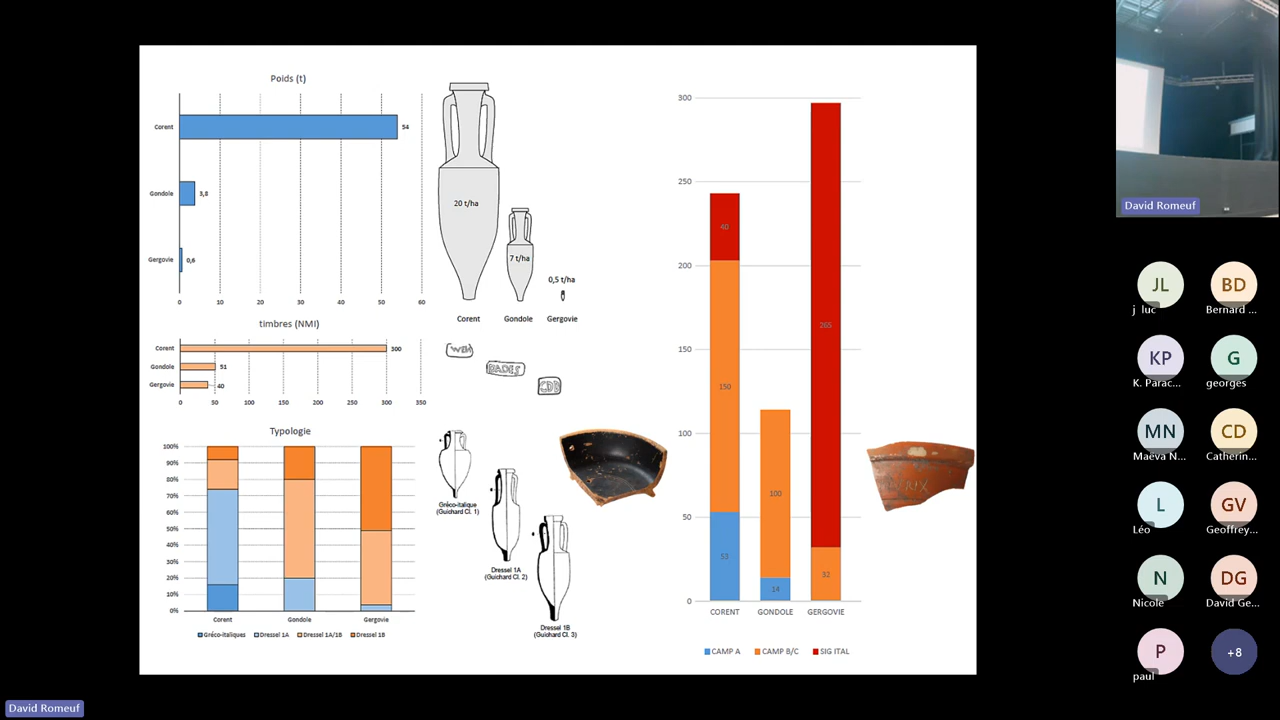 Poids (t)
Corent
54
Gondole
3,8
Gergovie
0,6
0 10 20 30 40 50 60
20 t/ha
7 t/ha
0,5 t/ha
Corent Gondole Gergovie
timbres (NMI)
Corent
300
Gondole
51
Gergovie
40
0 50 100 150 200 250 300 350
DADES
CDB
Typologie
100%
90%
80%
70%
60%
50%
40%
30%
20%
10%
0%
Corent Gondole Gergovie
Gréco-italiques Dressel 1A Dressel 1A/1B Dressel 1B
Gréco-italique
(Guichard Cl. 1)
Dressel 1A
(Guichard Cl. 2)
Dressel 1B
(Guichard Cl. 3)
300
250
200
150
100
50
0
40
150
53
100
14
265
32
CORENT GONDOLE GERGOVIE
CAMP A CAMP B/C SIG ITAL
David Romeuf
JL
j luc
BD
Bernard ...
KP
K. Parac...
G
georges
MN
Maëva N...
CD
Catherin...
L
Léo
GV
Geoffrey...
N
Nicole
DG
David Ge...
P
paul
+8
David Romeuf